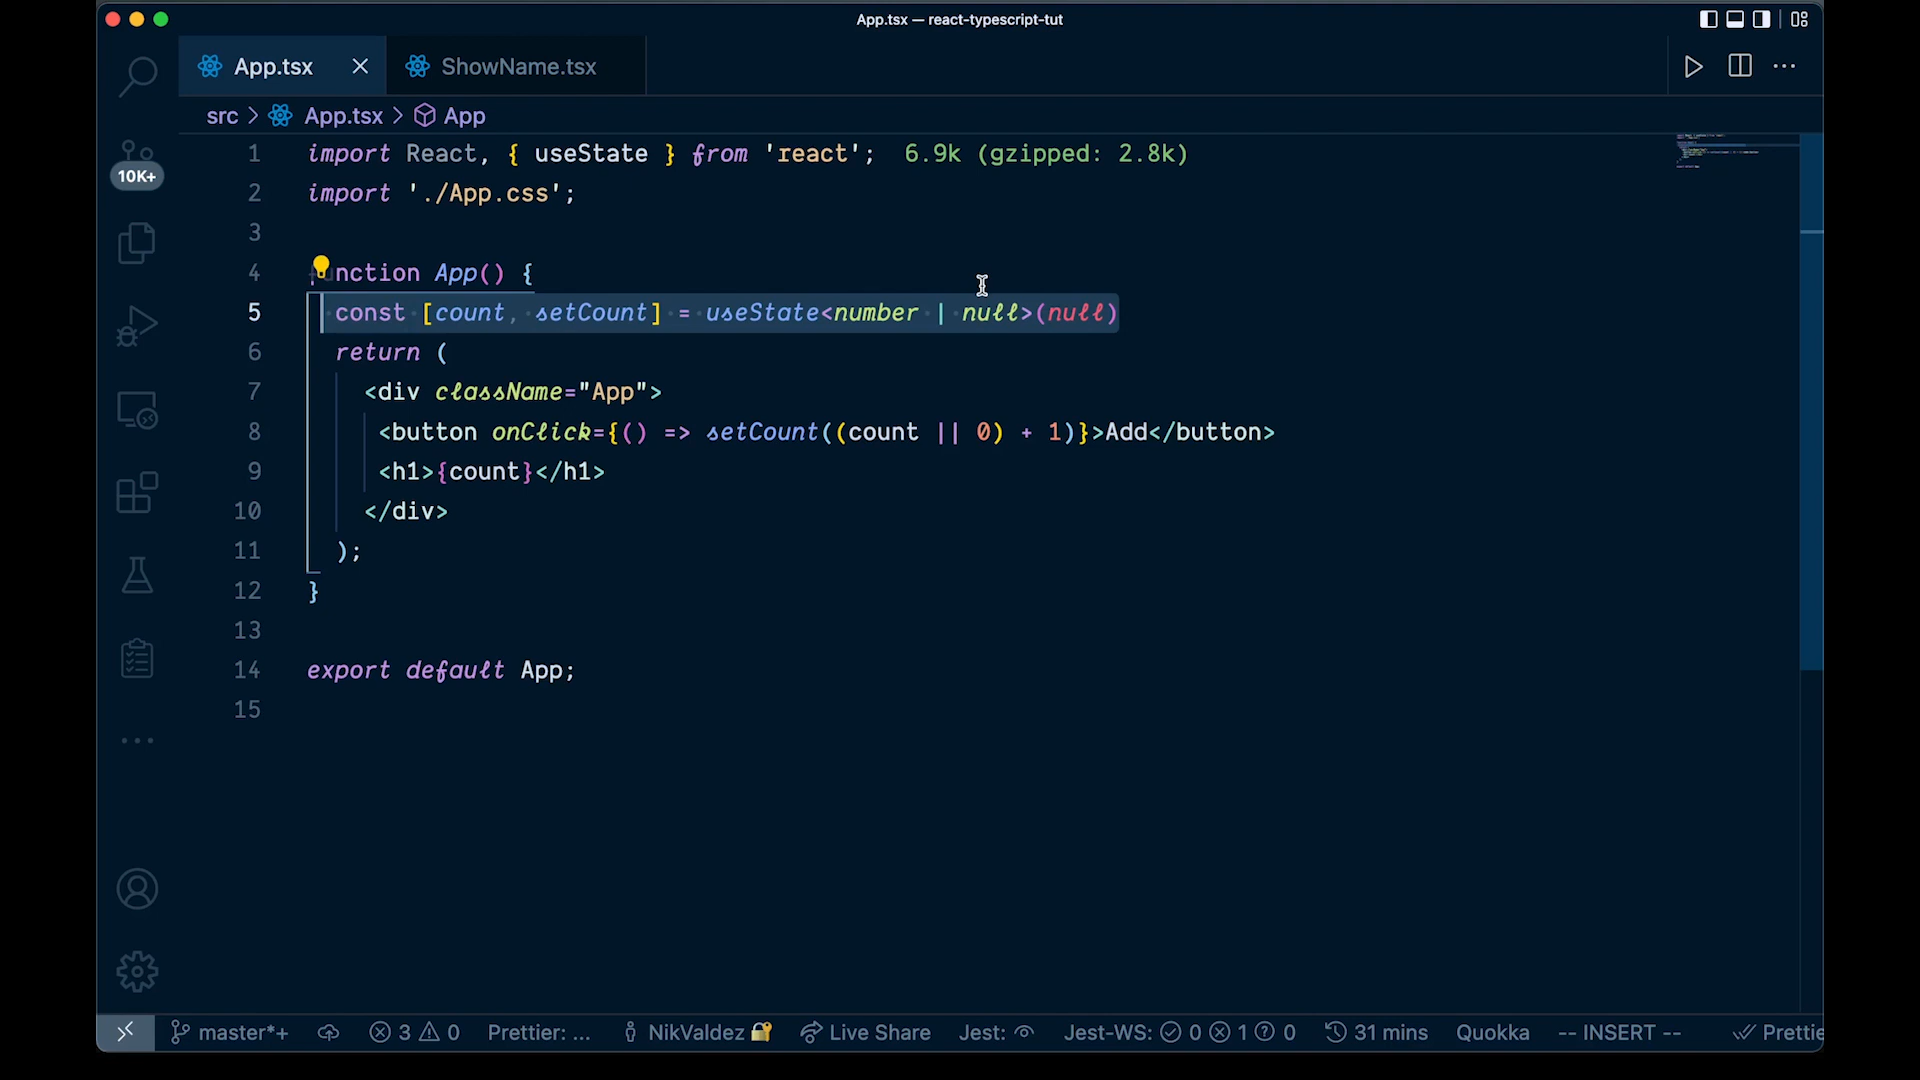 App.tsx — react-typescript-tut
App.tsx
ShowName.tsx
src > App.tsx > App
10K+
1 import React, { useState } from 'react'; 6.9k (gzipped: 2.8k)
2 import './App.css';
3
4 function App() {
5 const [count, setCount] = useState<number | null>(null)
6 return (
7 <div className="App">
8 <button onClick={() => setCount((count || 0) + 1)}>Add</button>
9 <h1>{count}</h1>
10 </div>
11 );
12 }
13
14 export default App;
15
master*+ 3 0 Prettier: ... NikValdez Live Share Jest: Jest-WS: 0 1 0 31 mins Quokka -- INSERT -- Prettie